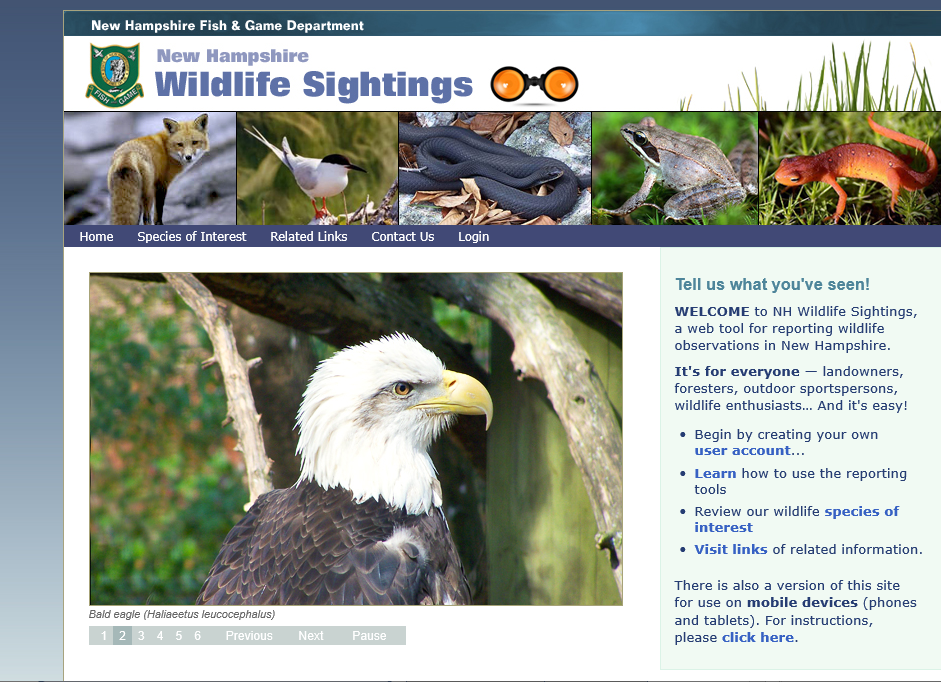 New Hampshire Fish & Game Department
New Hampshire
Wildlife Sightings
FISH AND GAME
Home Species of Interest Related Links Contact Us Login
Bald eagle (Haliaeetus leucocephalus)
1 2 3 4 5 6 Previous Next Pause
Tell us what you've seen!
WELCOME to NH Wildlife Sightings,
a web tool for reporting wildlife
observations in New Hampshire.
It's for everyone — landowners,
foresters, outdoor sportspersons,
wildlife enthusiasts... And it's easy!
• Begin by creating your own
user account...
• Learn how to use the reporting
tools
• Review our wildlife species of
interest
• Visit links of related information.
There is also a version of this site
for use on mobile devices (phones
and tablets). For instructions,
please click here.